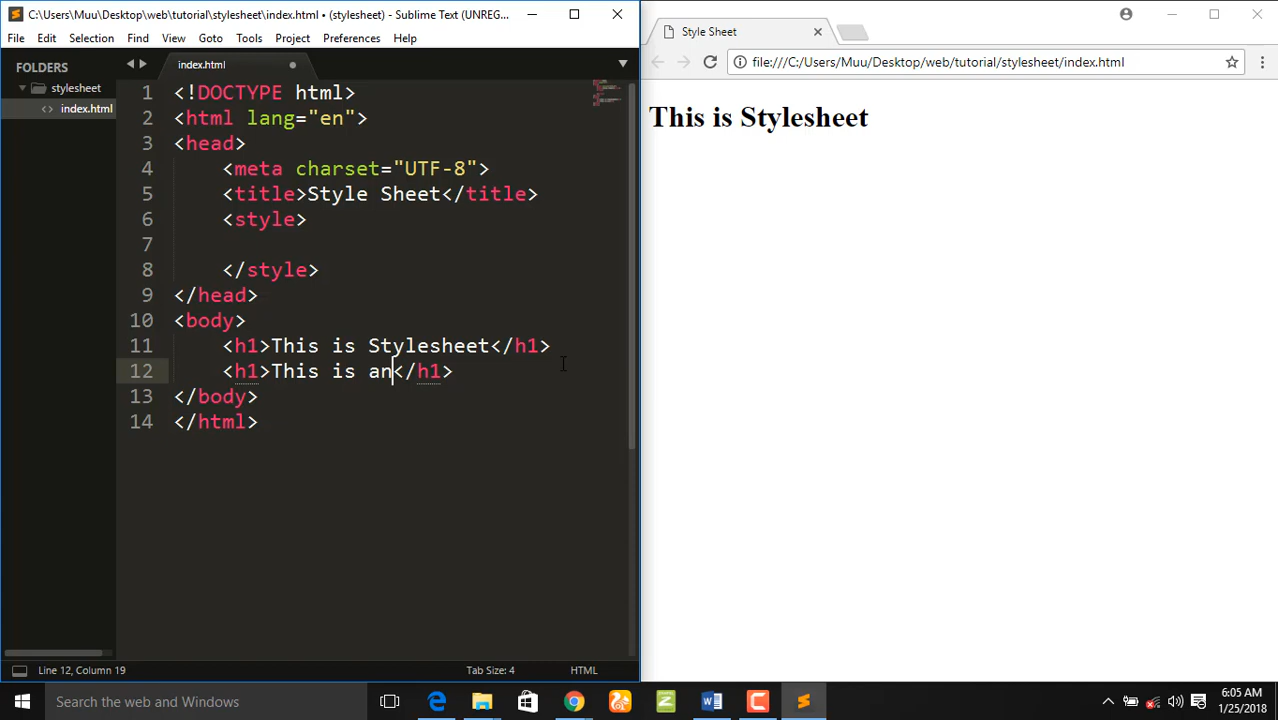 C:\Users\Muu\Desktop\web\tutorial\stylesheet\index.html • (stylesheet) - Sublime Text (UNREG...
File Edit Selection Find View Goto Tools Project Preferences Help
FOLDERS
stylesheet
index.html
index.html
1 <!DOCTYPE html>
2 <html lang="en">
3 <head>
4 <meta charset="UTF-8">
5 <title>Style Sheet</title>
6 <style>
7
8 </style>
9 </head>
10 <body>
11 <h1>This is Stylesheet</h1>
12 <h1>This is an</h1>
13 </body>
14 </html>
Line 12, Column 19 Tab Size: 4 HTML
Style Sheet
file:///C:/Users/Muu/Desktop/web/tutorial/stylesheet/index.html
This is Stylesheet
Search the web and Windows
6:05 AM
1/25/2018